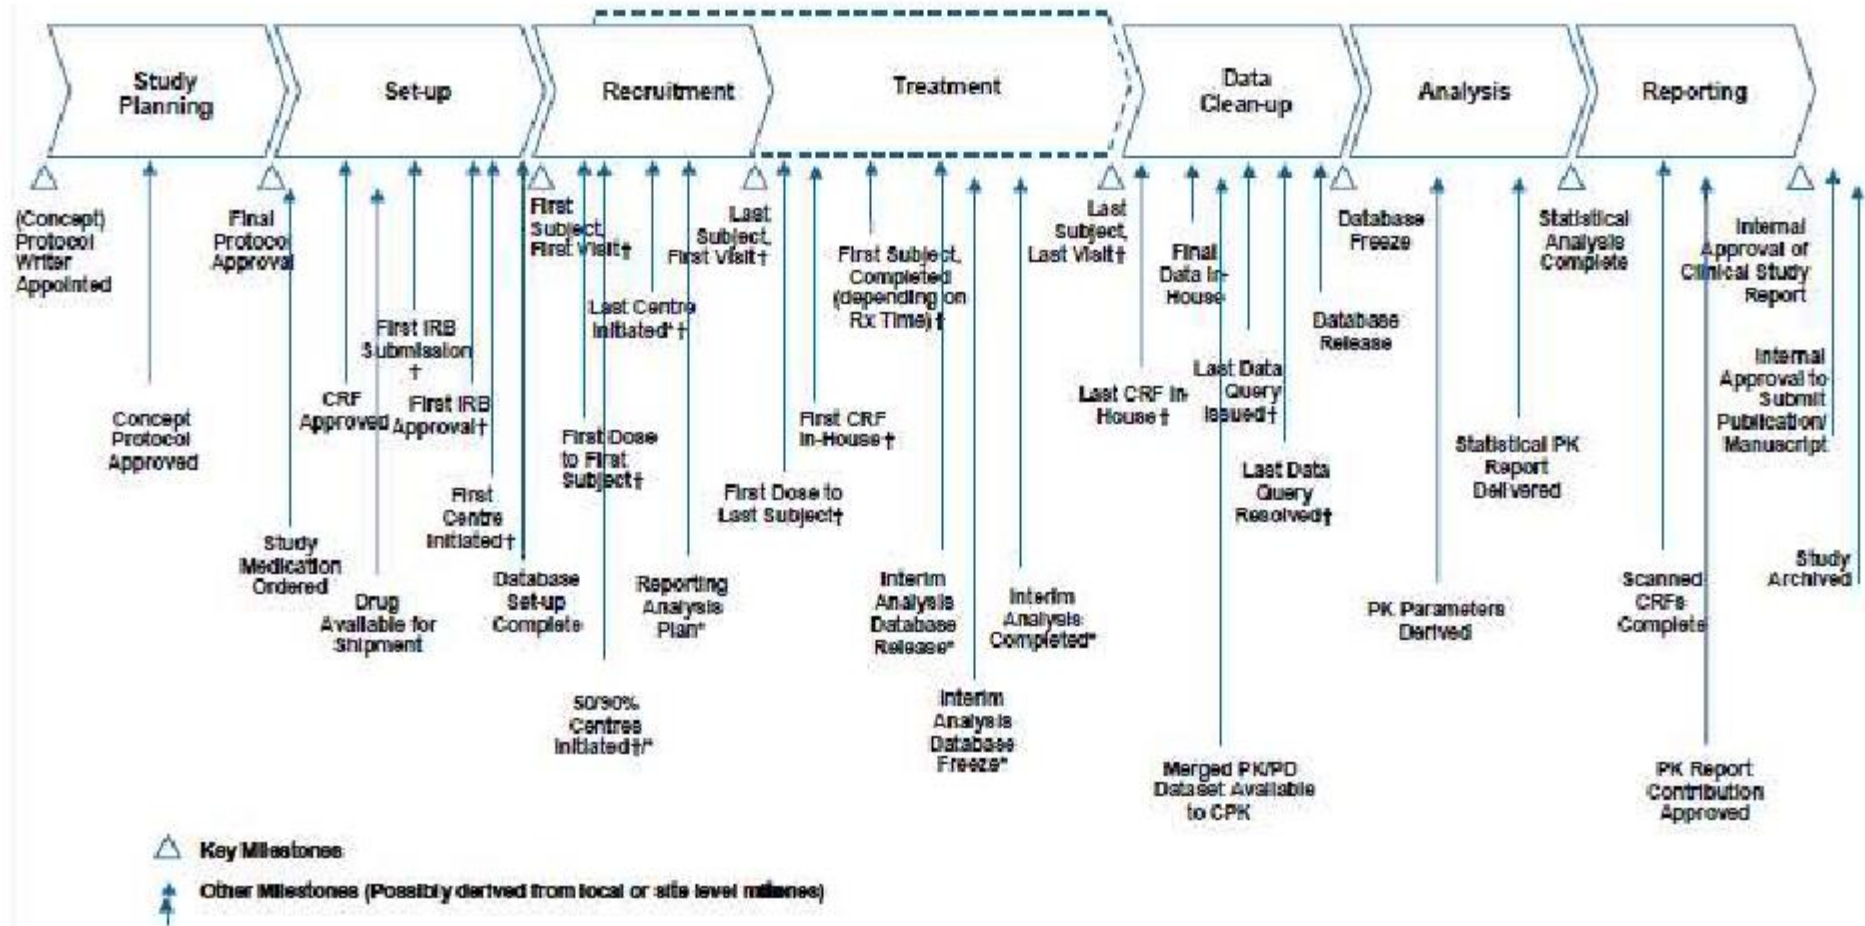 Study
Planning
Set-up
Recruitment
Treatment
Data
Clean-up
Analysis
Reporting
(Concept)
Protocol
Writer
Appointed
Concept
Protocol
Approved
Final
Protocol
Approval
Study
Medication
Ordered
CRF
Approved
Drug
Available for
Shipment
First IRB
Submission
†
First IRB
Approval†
First
Centre
Initiated†
Database
Set-up
Complete
First
Subject,
First Visit†
First Dose
to First
Subject†
50/90%
Centres
Initiated†/*
Last Centre
Initiated*†
Reporting
Analysis
Plan*
Last
Subject,
First Visit†
First Dose to
Last Subject†
First CRF
In-House†
First Subject,
Completed
(depending on
Rx Time)†
Interim
Analysis
Database
Release*
Interim
Analysis
Database
Freeze*
Interim
Analysis
Completed*
Last
Subject,
Last Visit†
Last CRF In-
House†
Final
Data In-
House
Merged PK/PD
Dataset Available
to CPK
Last Data
Query
Issued†
Last Data
Query
Resolved†
Database
Release
Database
Freeze
PK Parameters
Derived
Statistical PK
Report
Delivered
Statistical
Analysis
Complete
Scanned
CRFs
Complete
PK Report
Contribution
Approved
Internal
Approval of
Clinical Study
Report
Internal
Approval to
Submit
Publication/
Manuscript
Study
Archived
Key Milestones
Other Milestones (Possibly derived from local or site level